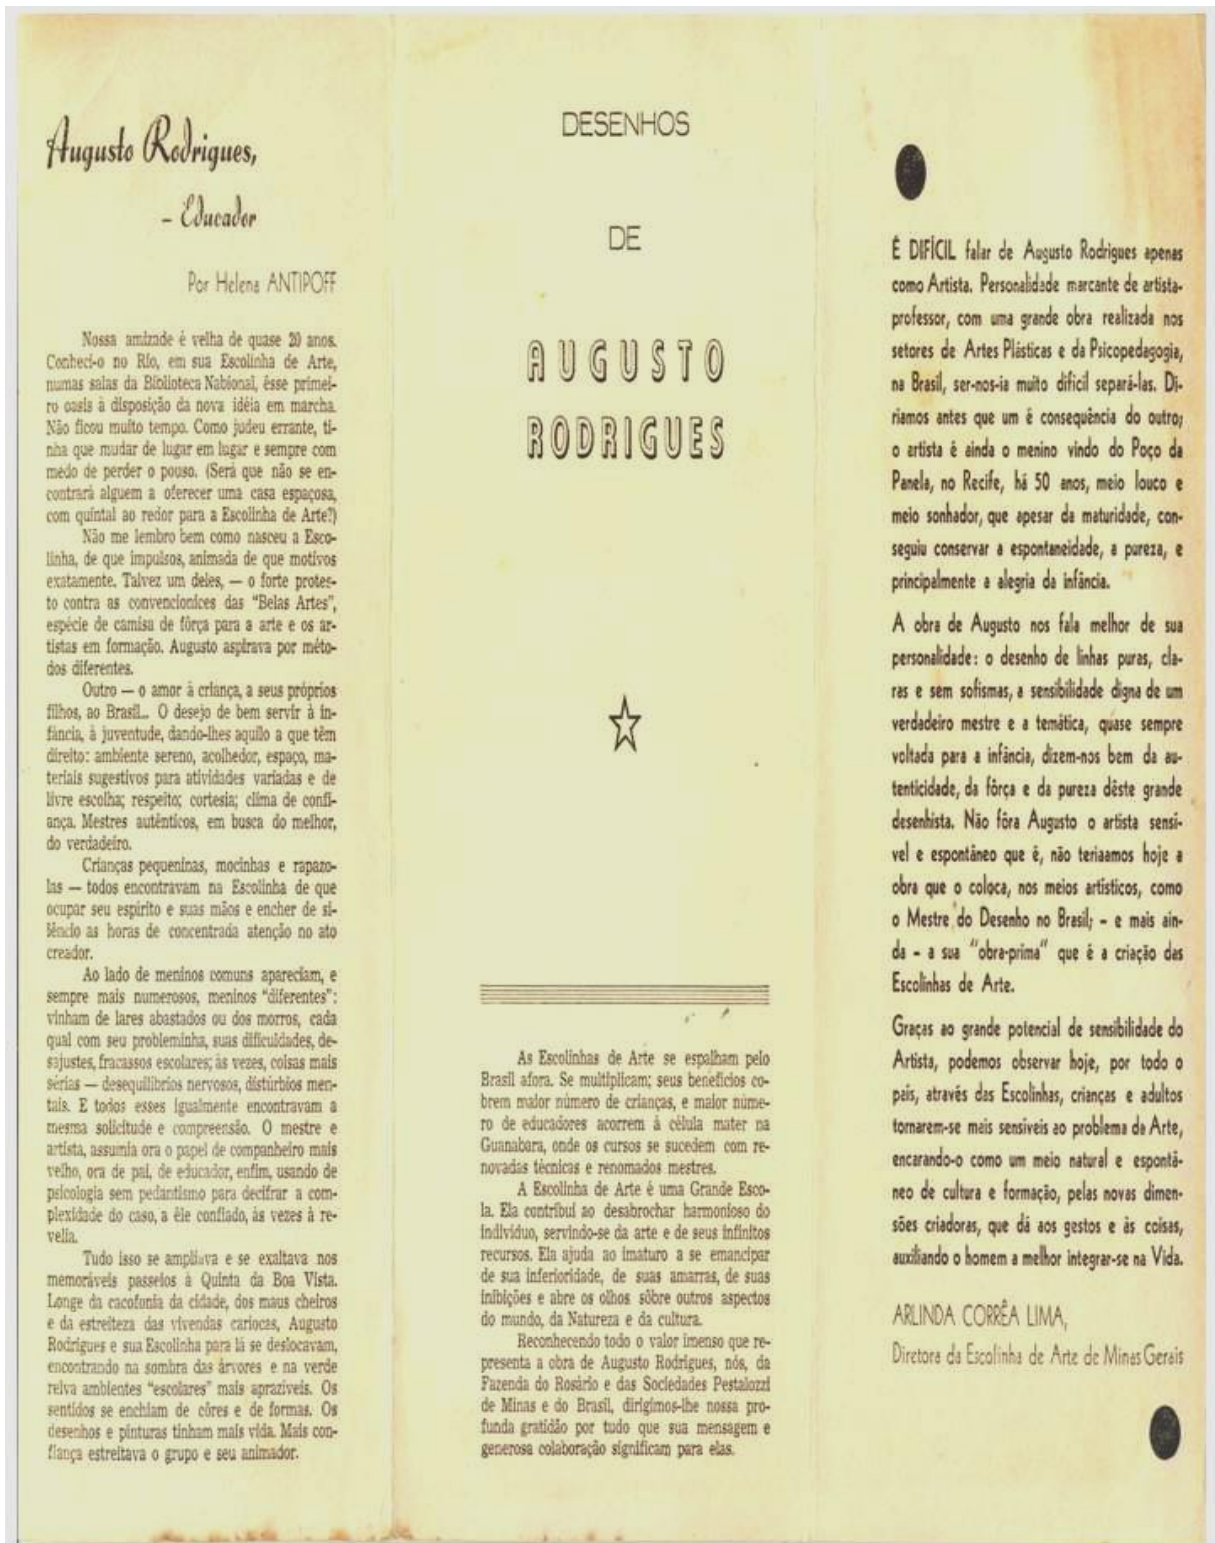 Augusto Rodrigues,
- Educador
Por Helena ANTIPOFF
Nossa amizade é velha de quase 20 anos.
Conheci-o no Rio, em sua Escolinha de Arte,
numas salas da Biblioteca Nabional, êsse primei-
ro oasis à disposição da nova idéia em marcha.
Não ficou muito tempo. Como judeu errante, ti-
nha que mudar de lugar em lugar e sempre com
medo de perder o pouso. (Será que não se en-
contrará alguem a oferecer uma casa espaçosa,
com quintal ao redor para a Escolinha de Arte?)
Não me lembro bem como nasceu a Esco-
linha, de que impulsos, animada de que motivos
exatamente. Talvez um deles, — o forte protes-
to contra as convencionices das "Belas Artes",
espécie de camisa de fôrça para a arte e os ar-
tistas em formação. Augusto aspirava por méto-
dos diferentes.
Outro — o amor à criança, a seus próprios
filhos, ao Brasil... O desejo de bem servir à in-
fância, à juventude, dando-lhes aquilo a que têm
direito: ambiente sereno, acolhedor, espaço, ma-
teriais sugestivos para atividades variadas e de
livre escolha; respeito; cortesia; clima de confi-
ança. Mestres autênticos, em busca do melhor,
do verdadeiro.
Crianças pequeninas, mocinhas e rapazo-
las — todos encontravam na Escolinha de que
ocupar seu espírito e suas mãos e encher de si-
lêncio as horas de concentrada atenção no ato
creador.
Ao lado de meninos comuns apareciam, e
sempre mais numerosos, meninos "diferentes":
vinham de lares abastados ou dos morros, cada
qual com seu probleminha, suas dificuldades, de-
sajustes, fracassos escolares; às vezes, coisas mais
sérias — desequilíbrios nervosos, distúrbios men-
tais. E todos esses igualmente encontravam a
mesma solicitude e compreensão. O mestre e
artista, assumia ora o papel de companheiro mais
velho, ora de pai, de educador, enfim, usando de
psicologia sem pedantismo para decifrar a com-
plexidade do caso, a êle confiado, às vezes à re-
velia.
Tudo isso se ampliava e se exaltava nos
memoráveis passeios à Quinta da Boa Vista.
Longe da cacofonia da cidade, dos maus cheiros
e da estreiteza das vivendas cariocas, Augusto
Rodrigues e sua Escolinha para lá se deslocavam,
encontrando na sombra das árvores e na verde
relva ambientes "escolares" mais aprazíveis. Os
sentidos se enchiam de côres e de formas. Os
desenhos e pinturas tinham mais vida. Mais con-
fiança estreitava o grupo e seu animador.
DESENHOS
DE
AUGUSTO
RODRIGUES
As Escolinhas de Arte se espalham pelo
Brasil afora. Se multiplicam; seus benefícios co-
brem maior número de crianças, e maior núme-
ro de educadores acorrem à célula mater na
Guanabara, onde os cursos se sucedem com re-
novadas técnicas e renomados mestres.
A Escolinha de Arte é uma Grande Esco-
la. Ela contribui ao desabrochar harmonioso do
indivíduo, servindo-se da arte e de seus infinitos
recursos. Ela ajuda ao imaturo a se emancipar
de sua inferioridade, de suas amarras, de suas
inibições e abre os olhos sôbre outros aspectos
do mundo, da Natureza e da cultura.
Reconhecendo todo o valor imenso que re-
presenta a obra de Augusto Rodrigues, nós, da
Fazenda do Rosário e das Sociedades Pestalozzi
de Minas e do Brasil, dirigimos-lhe nossa pro-
funda gratidão por tudo que sua mensagem e
generosa colaboração significam para elas.
É DIFÍCIL falar de Augusto Rodrigues apenas
como Artista. Personalidade marcante de artista-
professor, com uma grande obra realizada nos
setores de Artes Plásticas e da Psicopedagogia,
na Brasil, ser-nos-ia muito difícil separá-las. Di-
riamos antes que um é consequência do outro;
o artista é ainda o menino vindo do Poço da
Panela, no Recife, há 50 anos, meio louco e
meio sonhador, que apesar da maturidade, con-
seguiu conservar a espontaneidade, a pureza, e
principalmente a alegria da infância.
A obra de Augusto nos fala melhor de sua
personalidade: o desenho de linhas puras, cla-
ras e sem sofismas, a sensibilidade digna de um
verdadeiro mestre e a temática, quase sempre
voltada para a infância, dizem-nos bem da au-
tenticidade, da fôrça e da pureza dêste grande
desenhista. Não fôra Augusto o artista sensí-
vel e espontâneo que é, não teriaamos hoje a
obra que o coloca, nos meios artísticos, como
o Mestre do Desenho no Brasil; - e mais ain-
da - a sua "obra-prima" que é a criação das
Escolinhas de Arte.
Graças ao grande potencial de sensibilidade do
Artista, podemos observar hoje, por todo o
país, através das Escolinhas, crianças e adultos
tornarem-se mais sensíveis ao problema da Arte,
encarando-o como um meio natural e espontâ-
neo de cultura e formação, pelas novas dimen-
sões criadoras, que dá aos gestos e às coisas,
auxiliando o homem a melhor integrar-se na Vida.
ARLINDA CORRÊA LIMA,
Diretora da Escolinha de Arte de Minas Gerais